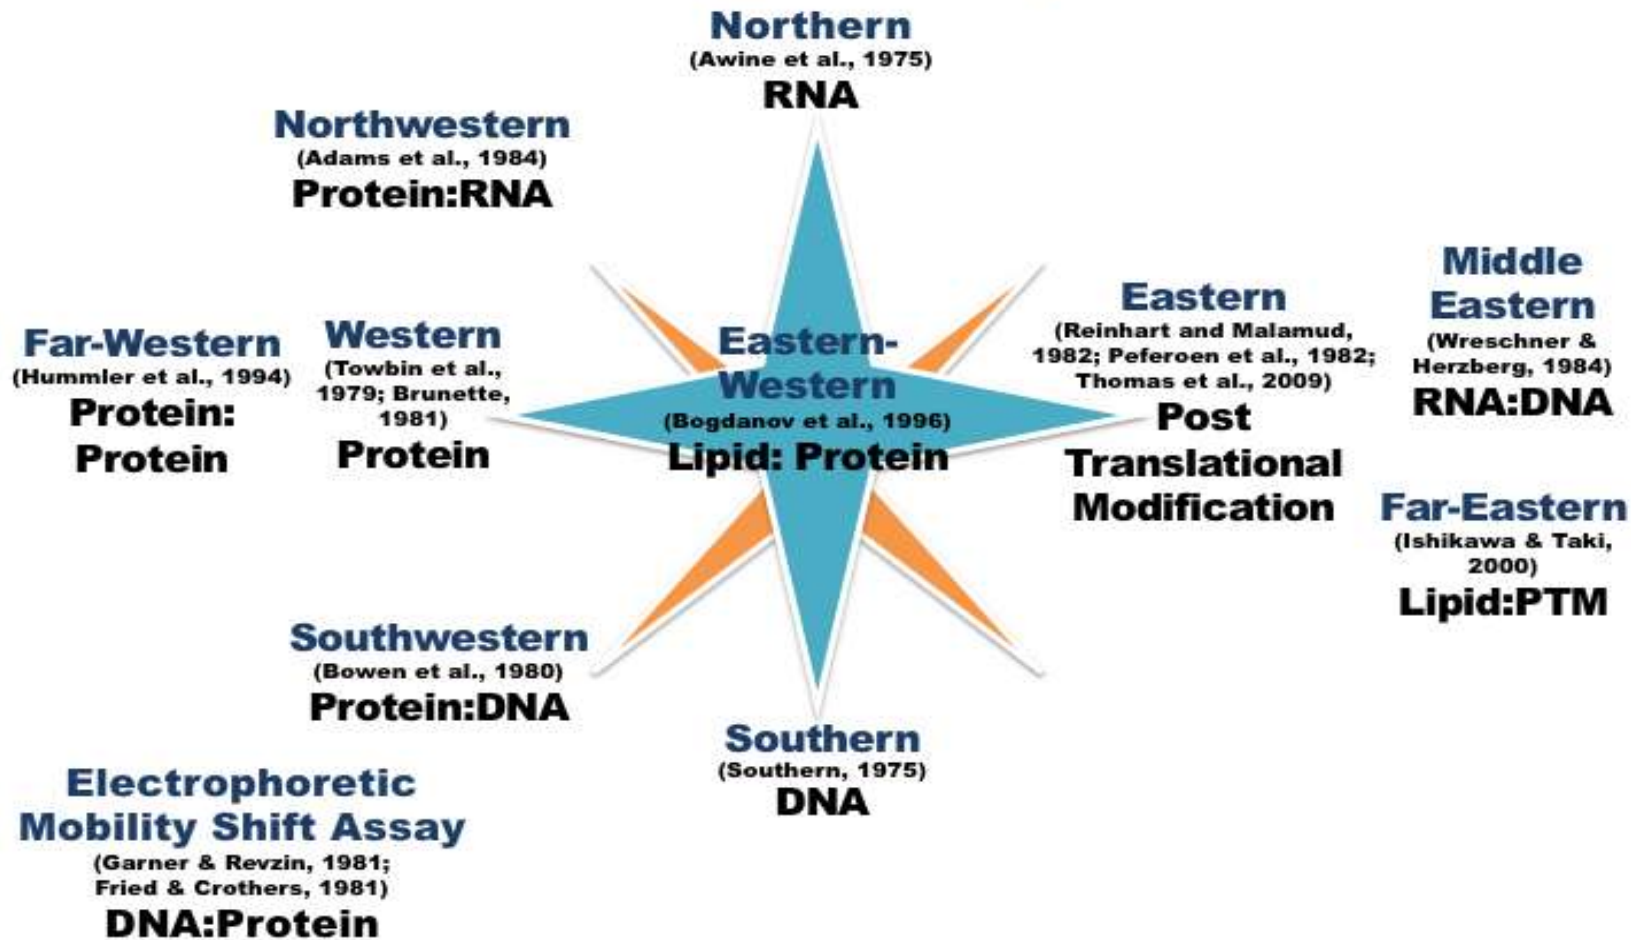 Northern
(Awine et al., 1975)
RNA
Northwestern
(Adams et al., 1984)
Protein:RNA
Far-Western
(Hummler et al., 1994)
Protein:
Protein
Western
(Towbin et al.,
1979; Brunette,
1981)
Protein
Eastern-
Western
(Bogdanov et al., 1996)
Lipid: Protein
Eastern
(Reinhart and Malamud,
1982; Peferoen et al., 1982;
Thomas et al., 2009)
Post
Translational
Modification
Middle
Eastern
(Wreschner &
Herzberg, 1984)
RNA:DNA
Far-Eastern
(Ishikawa & Taki,
2000)
Lipid:PTM
Southwestern
(Bowen et al., 1980)
Protein:DNA
Southern
(Southern, 1975)
DNA
Electrophoretic
Mobility Shift Assay
(Garner & Revzin, 1981;
Fried & Crothers, 1981)
DNA:Protein